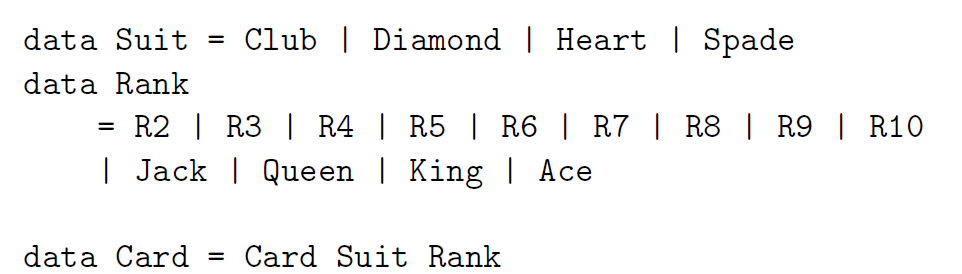 data Suit = Club | Diamond | Heart | Spade
data Rank
    = R2 | R3 | R4 | R5 | R6 | R7 | R8 | R9 | R10
    | Jack | Queen | King | Ace

data Card = Card Suit Rank